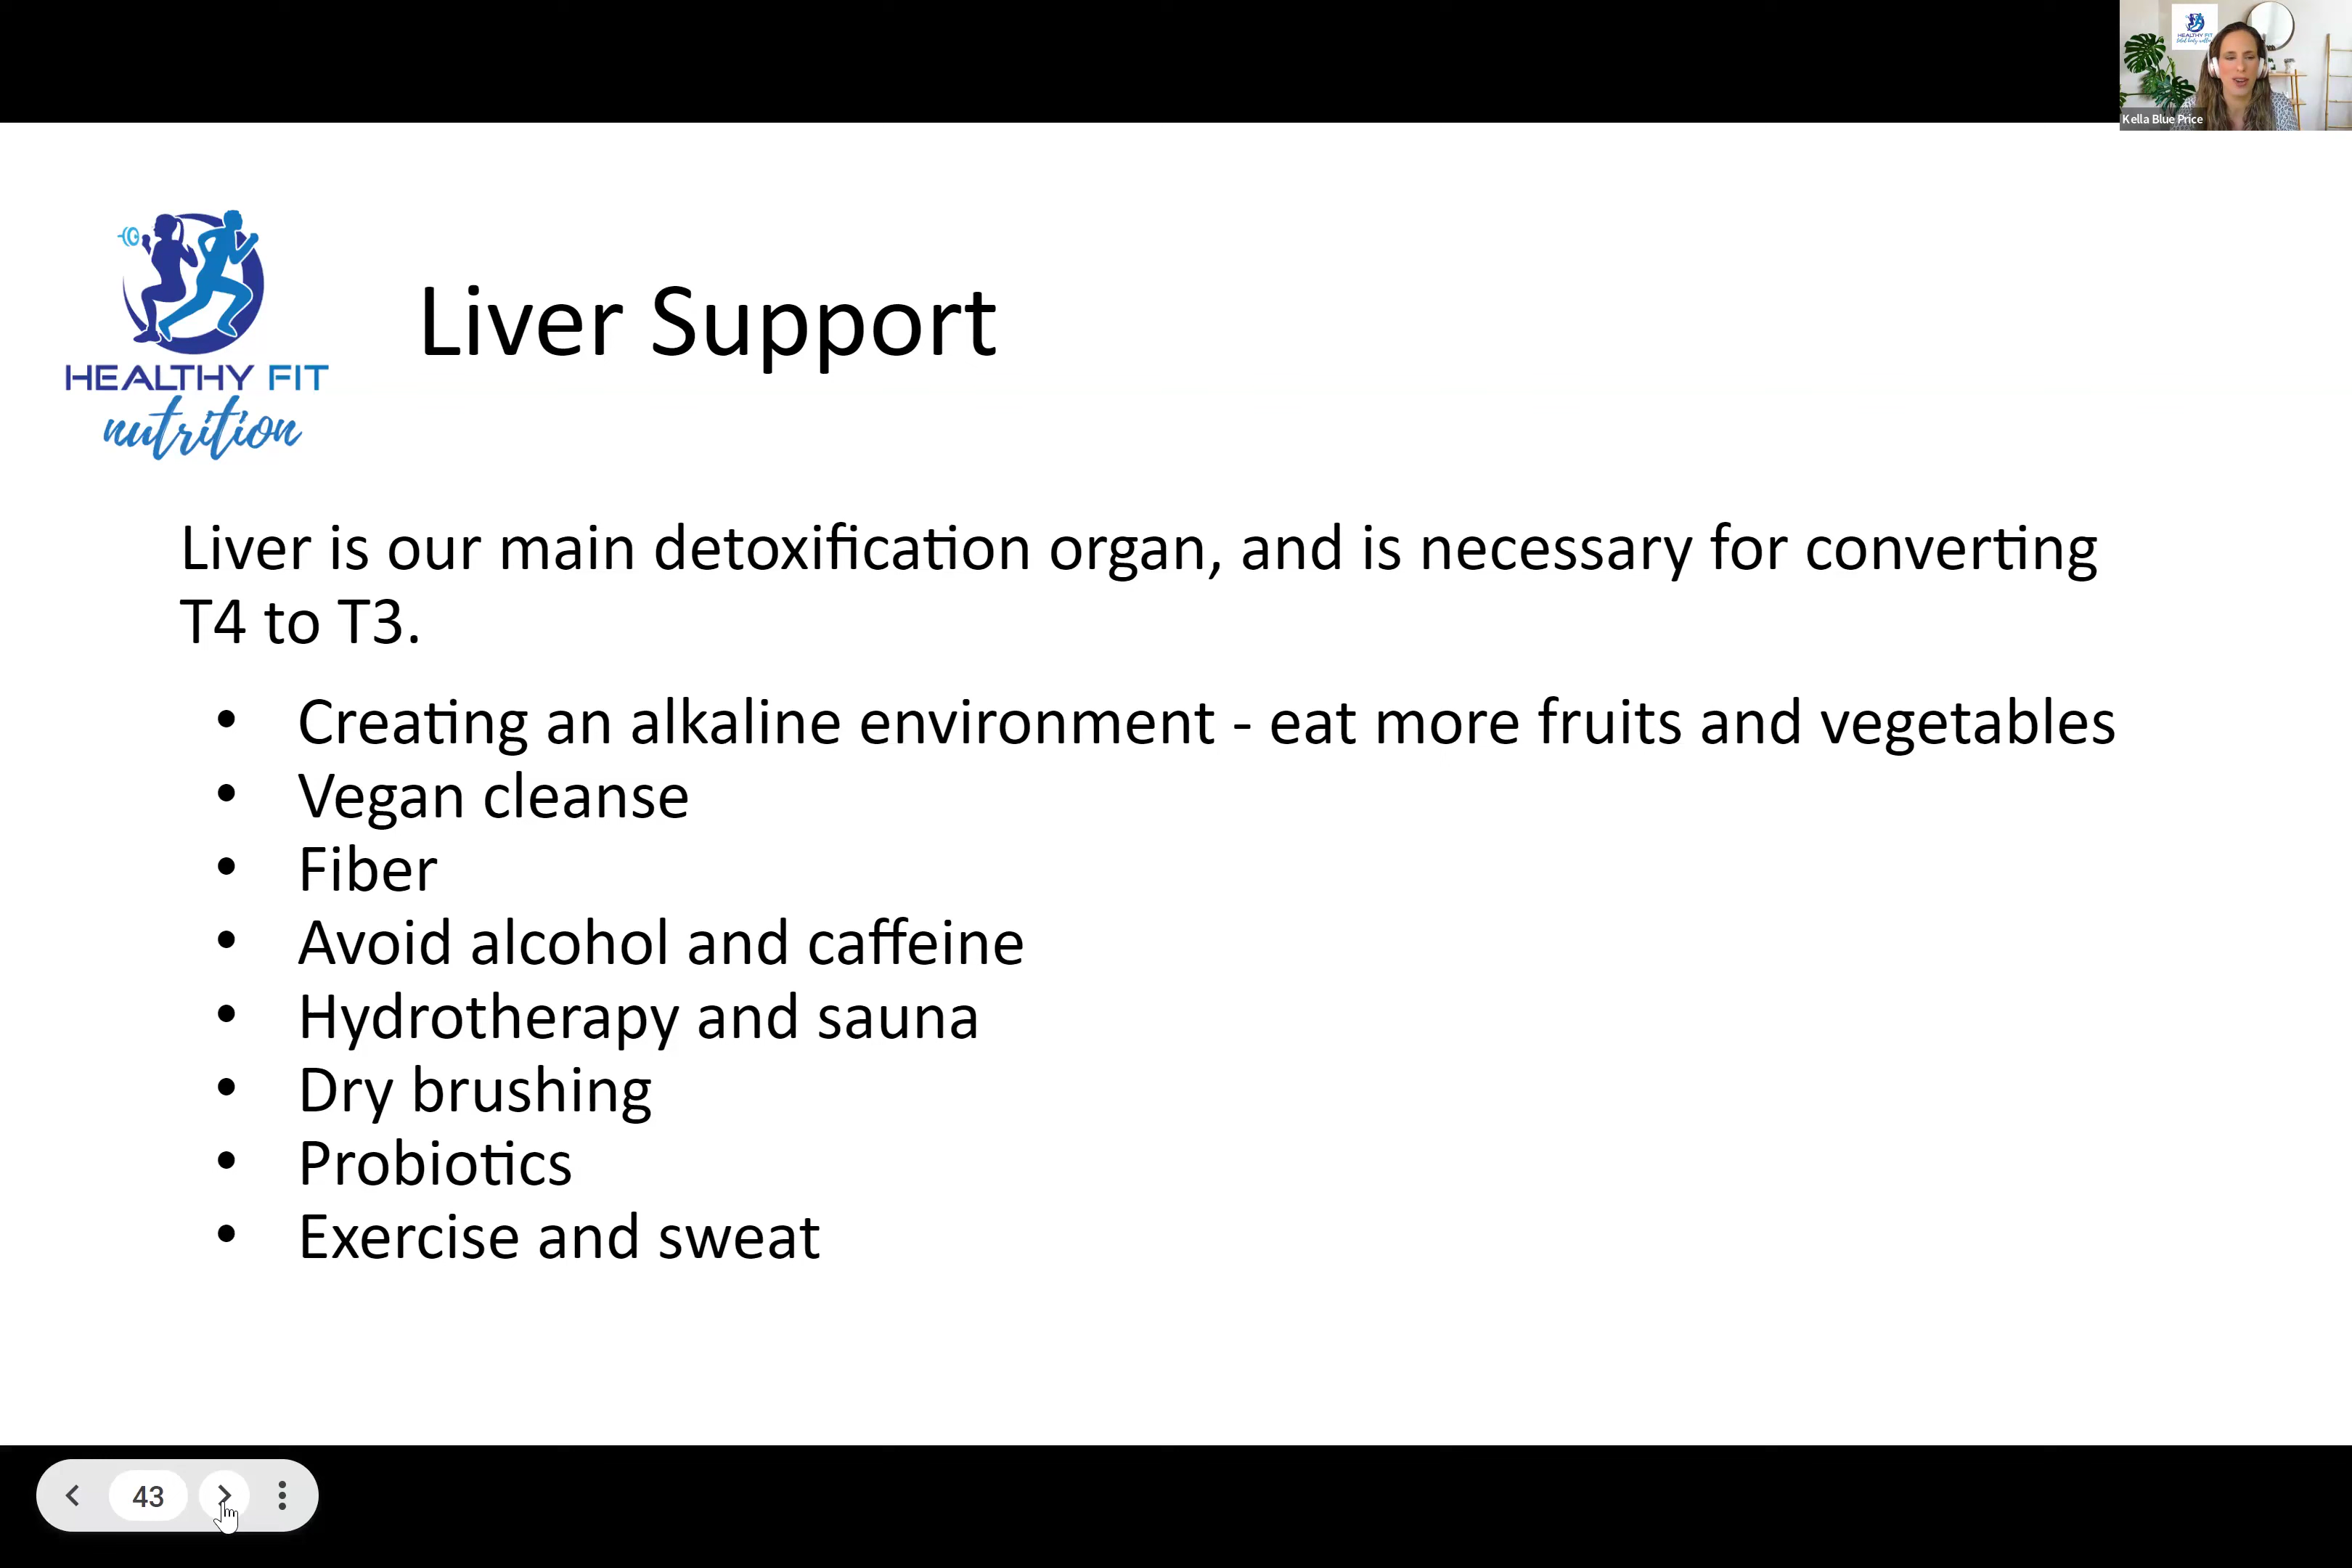 HEALTHY FIT
Kella Blue Price
HEALTHY FIT
nutrition
Liver Support
Liver is our main detoxification organ, and is necessary for converting
T4 to T3.
• Creating an alkaline environment - eat more fruits and vegetables
• Vegan cleanse
• Fiber
• Avoid alcohol and caffeine
• Hydrotherapy and sauna
• Dry brushing
• Probiotics
• Exercise and sweat
43